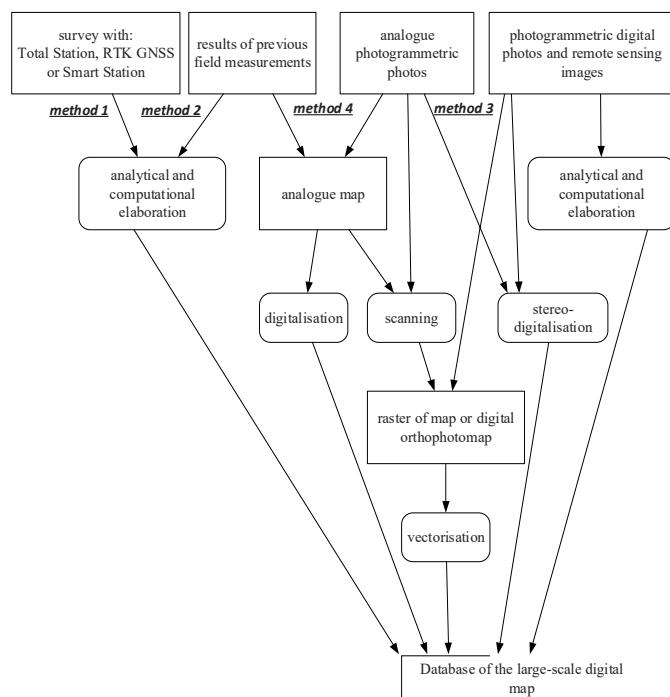 survey with:
Total Station, RTK GNSS
or Smart Station
results of previous
field measurements
analogue
photogrammetric
photos
photogrammetric digital
photos and remote sensing
images
method 1
method 2
method 4
method 3
analytical and
computational
elaboration
analogue map
analytical and
computational
elaboration
digitalisation
scanning
stereo-
digitalisation
raster of map or digital
orthophotomap
vectorisation
Database of the large-scale digital
map